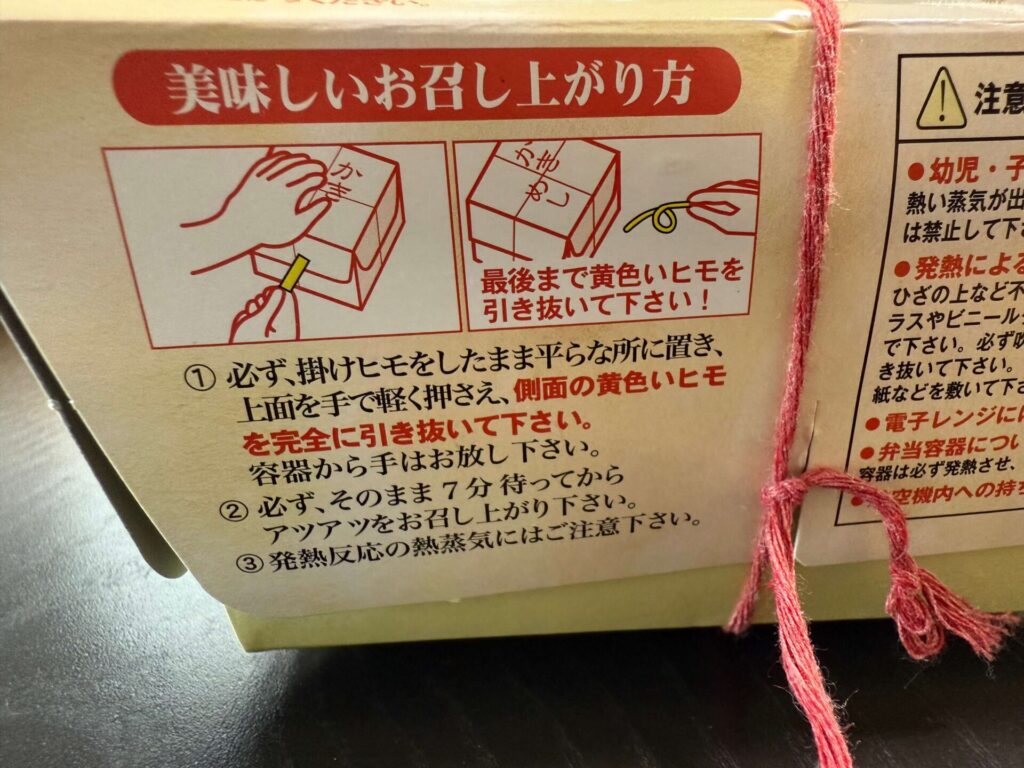 美味しいお召し上がり方
かき
かき
めし
最後まで黄色いヒモを
引き抜いて下さい！
① 必ず、掛けヒモをしたまま平らな所に置き、
上面を手で軽く押さえ、側面の黄色いヒモ
を完全に引き抜いて下さい。
容器から手はお放し下さい。
② 必ず、そのまま７分 待ってから
アツアツをお召し上がり下さい。
③ 発熱反応の熱蒸気にはご注意下さい。
注意
●幼児・子
熱い蒸気が出
は禁止して下さ
●発熱による
ひざの上など不
ラスやビニール
で下さい。必ず
き抜いて下さい。
紙などを敷いて下さ
●電子レンジには
●弁当容器につい
容器は必ず発熱させ、
空機内への持ち